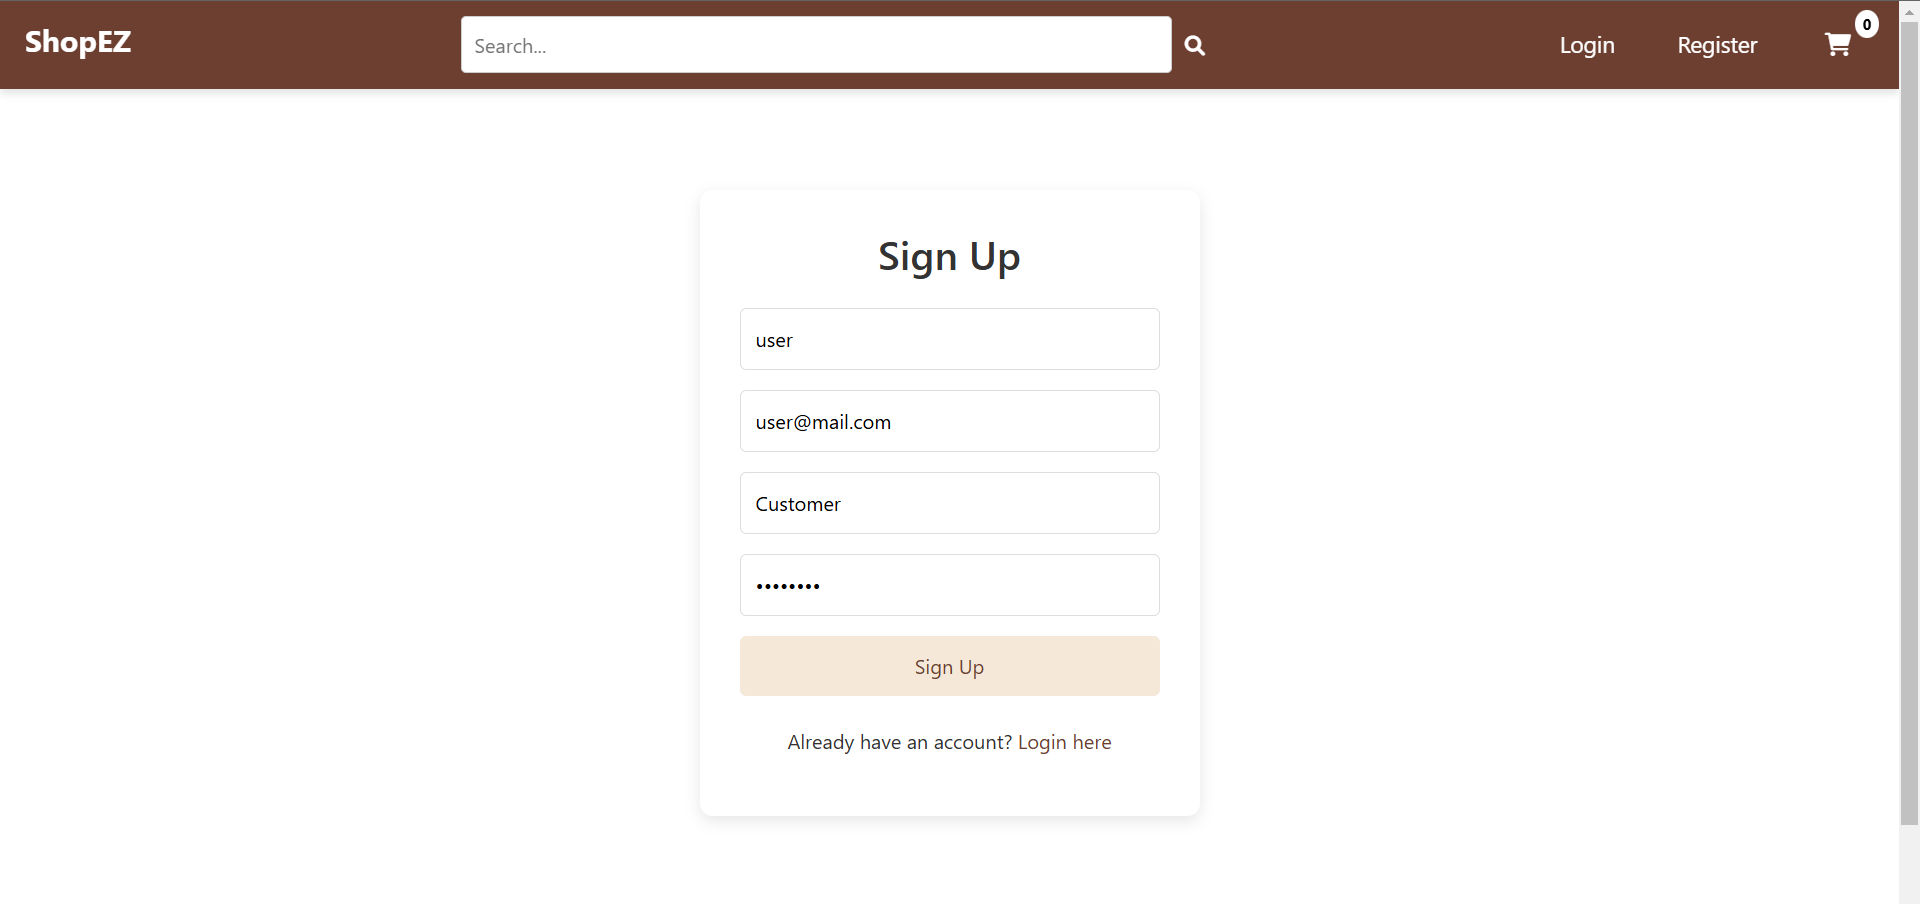 ShopEZ
Search...
Login
Register
0
Sign Up
user
user@mail.com
Customer
••••••••
Sign Up
Already have an account? Login here